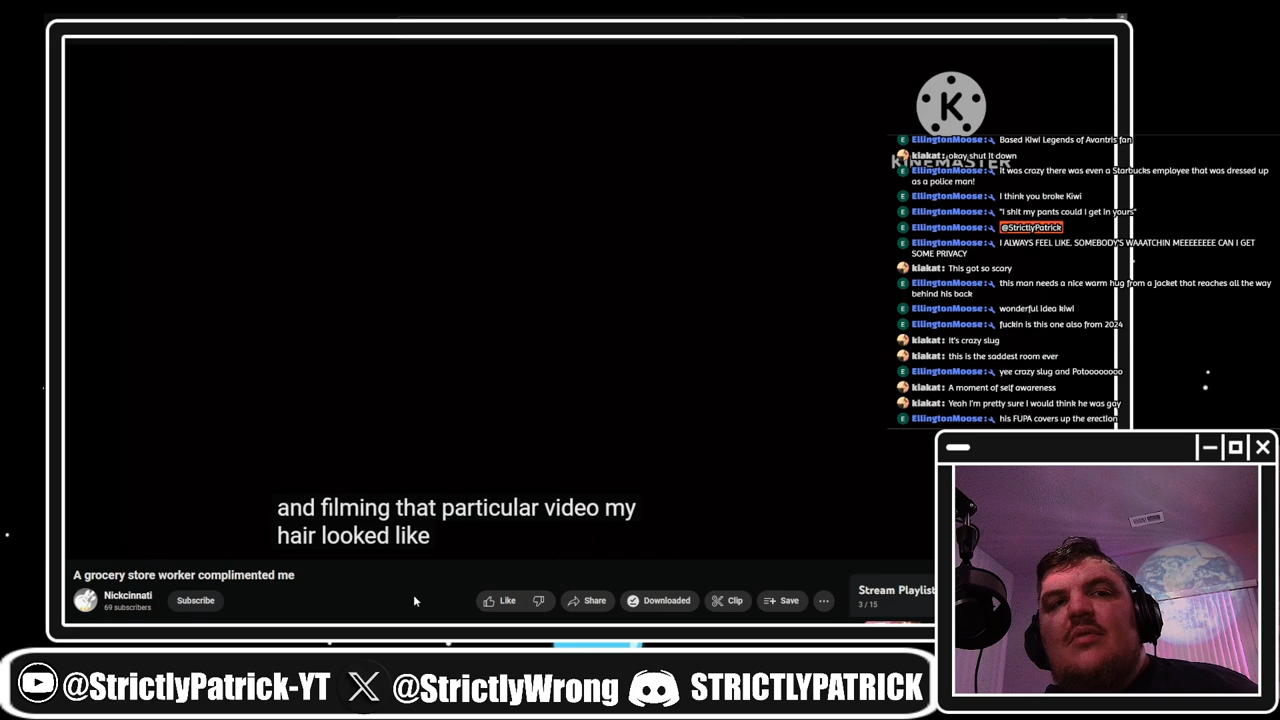 K
KINEMASTER
EllingtonMoose: Based Kiwi Legends of Avantris fan
kiakat: okay shut it down
EllingtonMoose: It was crazy there was even a Starbucks employee that was dressed up
as a police man!
EllingtonMoose: I think you broke Kiwi
EllingtonMoose: "I shit my pants could I get in yours"
EllingtonMoose: @StrictlyPatrick
EllingtonMoose: I ALWAYS FEEL LIKE, SOMEBODY'S WAAATCHIN MEEEEEEE CAN I GET
SOME PRIVACY
kiakat: This got so scary
EllingtonMoose: this man needs a nice warm hug from a jacket that reaches all the way
behind his back
EllingtonMoose: wonderful idea kiwi
EllingtonMoose: fuckin is this one also from 2024
kiakat: It's crazy slug
kiakat: this is the saddest room ever
EllingtonMoose: yee crazy slug and Potooooooo
kiakat: A moment of self awareness
kiakat: Yeah I'm pretty sure I would think he was gay
EllingtonMoose: his FUPA covers up the erection
and filming that particular video my
hair looked like
A grocery store worker complimented me
Nickcinnati
69 subscribers
Subscribe
Like
Share
Downloaded
Clip
Save
Stream Playlist
3 / 15
@StrictlyPatrick-YT
@StrictlyWrong
STRICTLYPATRICK